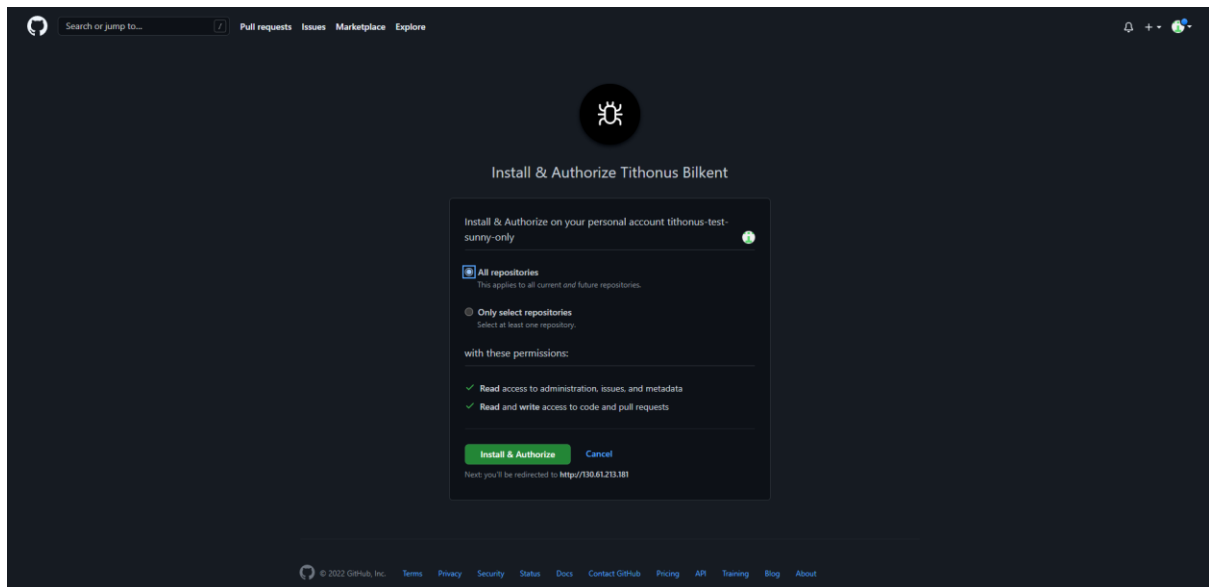 Search or jump to... / Pull requests Issues Marketplace Explore
Install & Authorize Tithonus Bilkent
Install & Authorize on your personal account tithonus-test-
sunny-only
All repositories
This applies to all current and future repositories.
Only select repositories
Select at least one repository.
with these permissions:
Read access to administration, issues, and metadata
Read and write access to code and pull requests
Install & Authorize Cancel
Next: you'll be redirected to http://130.61.213.181
© 2022 GitHub, Inc. Terms Privacy Security Status Docs Contact GitHub Pricing API Training Blog About